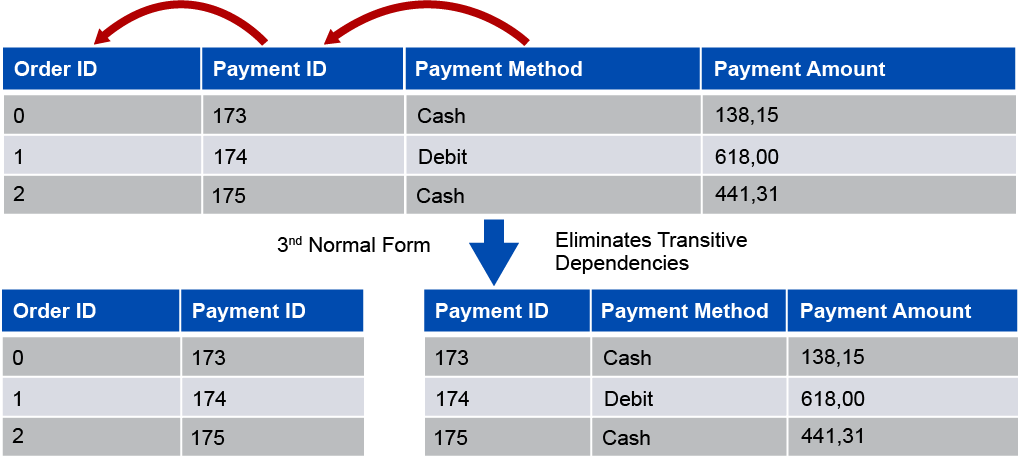 Order ID Payment ID Payment Method Payment Amount
0 173 Cash 138,15
1 174 Debit 618,00
2 175 Cash 441,31
3nd Normal Form
Eliminates Transitive
Dependencies
Order ID Payment ID
0 173
1 174
2 175
Payment ID Payment Method Payment Amount
173 Cash 138,15
174 Debit 618,00
175 Cash 441,31